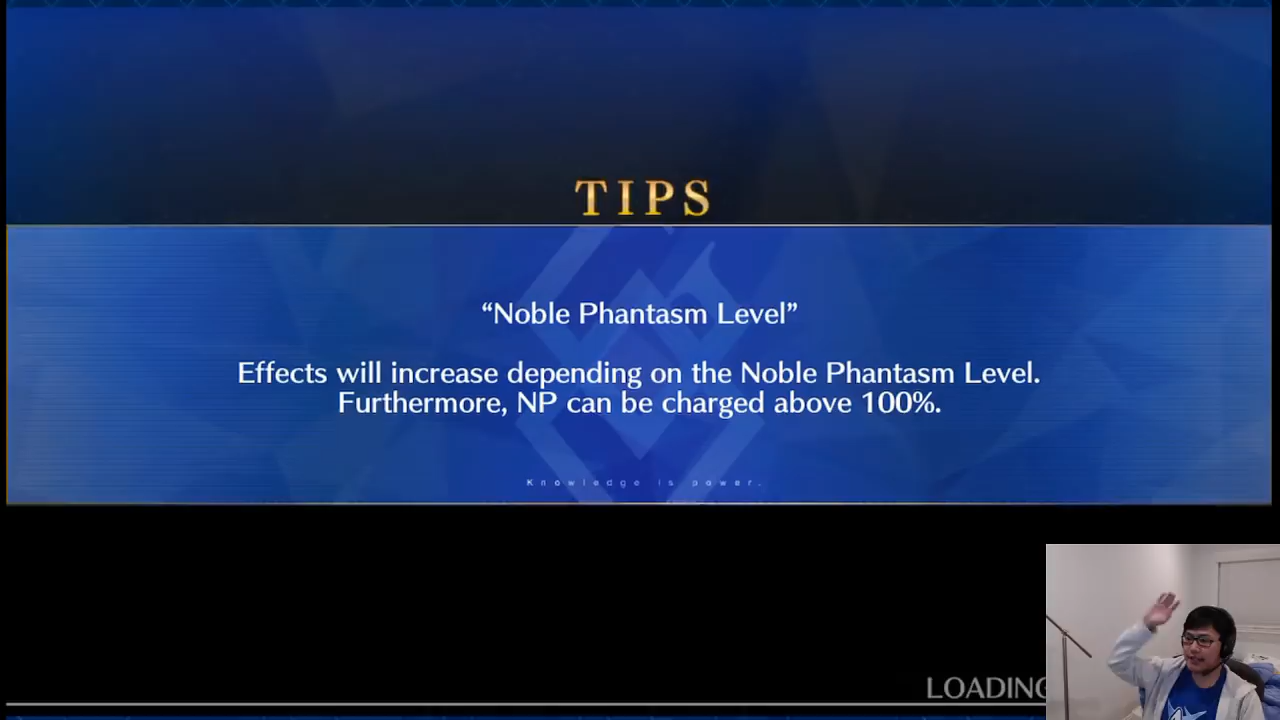 TIPS
“Noble Phantasm Level”
Effects will increase depending on the Noble Phantasm Level.
Furthermore, NP can be charged above 100%.
Knowledge is power.
LOADING